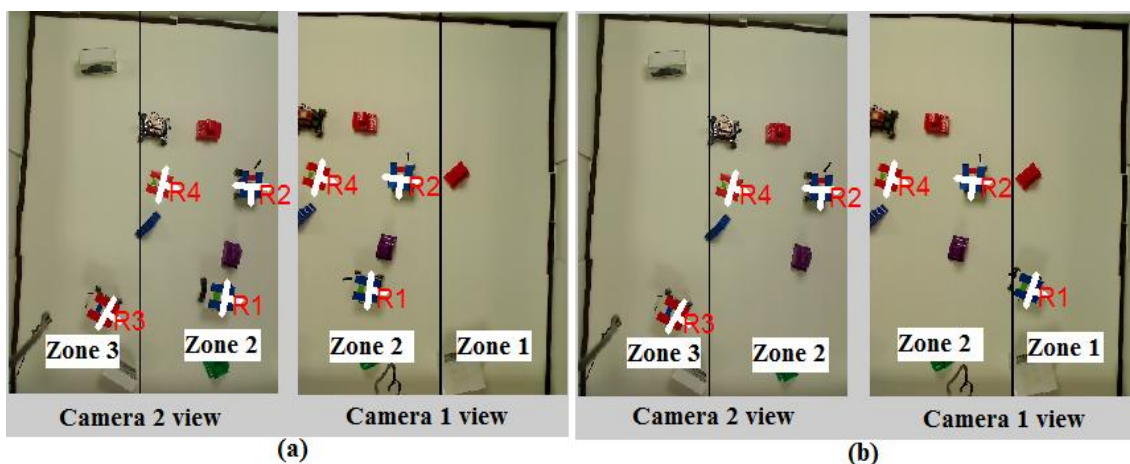 R4
R2
R1
R3
Zone 3
Zone 2
Camera 2 view
R4
R2
R1
Zone 2
Zone 1
Camera 1 view
(a)
R4
R2
R3
Zone 3
Zone 2
Camera 2 view
R4
R2
R1
Zone 2
Zone 1
Camera 1 view
(b)